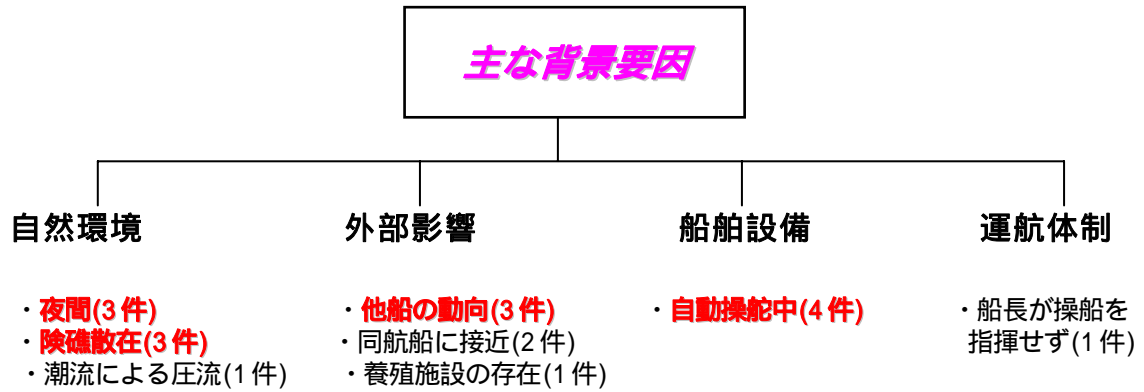 主な背景要因
自然環境
・夜間(3件)
・険礁散在(3件)
・潮流による圧流(1件)
外部影響
・他船の動向(3件)
・同航船に接近(2件)
・養殖施設の存在(1件)
船舶設備
・自動操舵中(4件)
運航体制
・船長が操船を
指揮せず(1件)